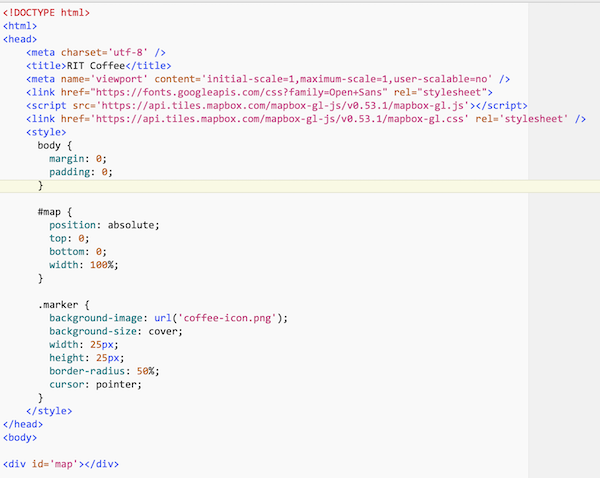 <!DOCTYPE html>
<html>
<head>
    <meta charset='utf-8' />
    <title>RIT Coffee</title>
    <meta name='viewport' content='initial-scale=1,maximum-scale=1,user-scalable=no' />
    <link href="https://fonts.googleapis.com/css?family=Open+Sans" rel="stylesheet">
    <script src='https://api.tiles.mapbox.com/mapbox-gl-js/v0.53.1/mapbox-gl.js'></script>
    <link href='https://api.tiles.mapbox.com/mapbox-gl-js/v0.53.1/mapbox-gl.css' rel='stylesheet' />
    <style>
      body {
        margin: 0;
        padding: 0;
      }

      #map {
        position: absolute;
        top: 0;
        bottom: 0;
        width: 100%;
      }

      .marker {
        background-image: url('coffee-icon.png');
        background-size: cover;
        width: 25px;
        height: 25px;
        border-radius: 50%;
        cursor: pointer;
      }
    </style>
</head>
<body>

<div id='map'></div>